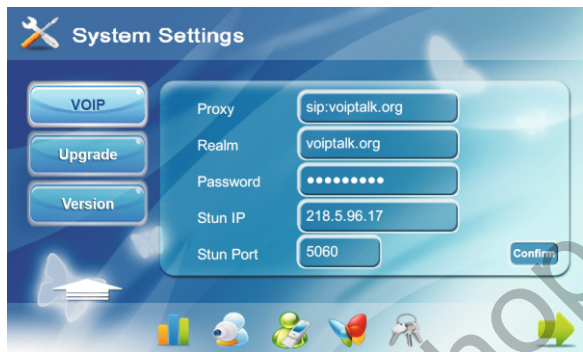 System Settings
VOIP
Upgrade
Version
Proxy sip:voiptalk.org
Realm voiptalk.org
Password •••••••••
Stun IP 218.5.96.17
Stun Port 5060
Confirm